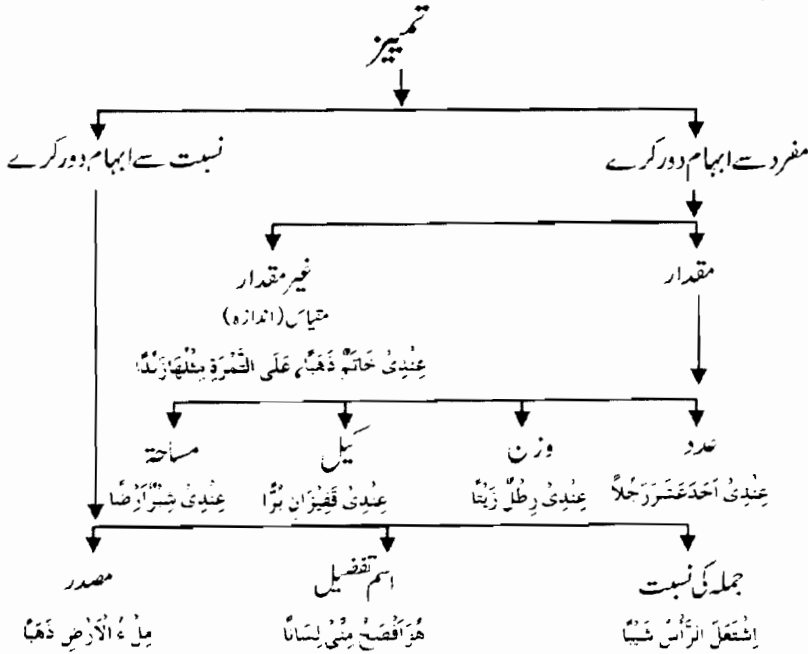 تمییز
مفرد سے ابہام دور کرے
نسبت سے ابہام دور کرے
مقدار
غیر مقدار
مقیاس (اندازہ)
عِنْدِیْ خَاتَمٌ ذَهَبًا، عَلَی التَّمْرَةِ مِثْلُهَا زُبْدًا
عدد
وزن
کیل
مساحة
عِنْدِیْ اَحَدَ عَشَرَ رَجُلاً
عِنْدِیْ رِطْلٌ زَیْتًا
عِنْدِیْ قَفِیْزَانِ بُرًّا
عِنْدِیْ شِبْرٌ اَرْضًا
جملہ کی نسبت
اسم تفضیل
مصدر
اِشْتَعَلَ الرَّأْسُ شَیْبًا
هُوَ اَفْصَحُ مِنِّیْ لِسَانًا
مِلْءُ الْاَرْضِ ذَهَبًا